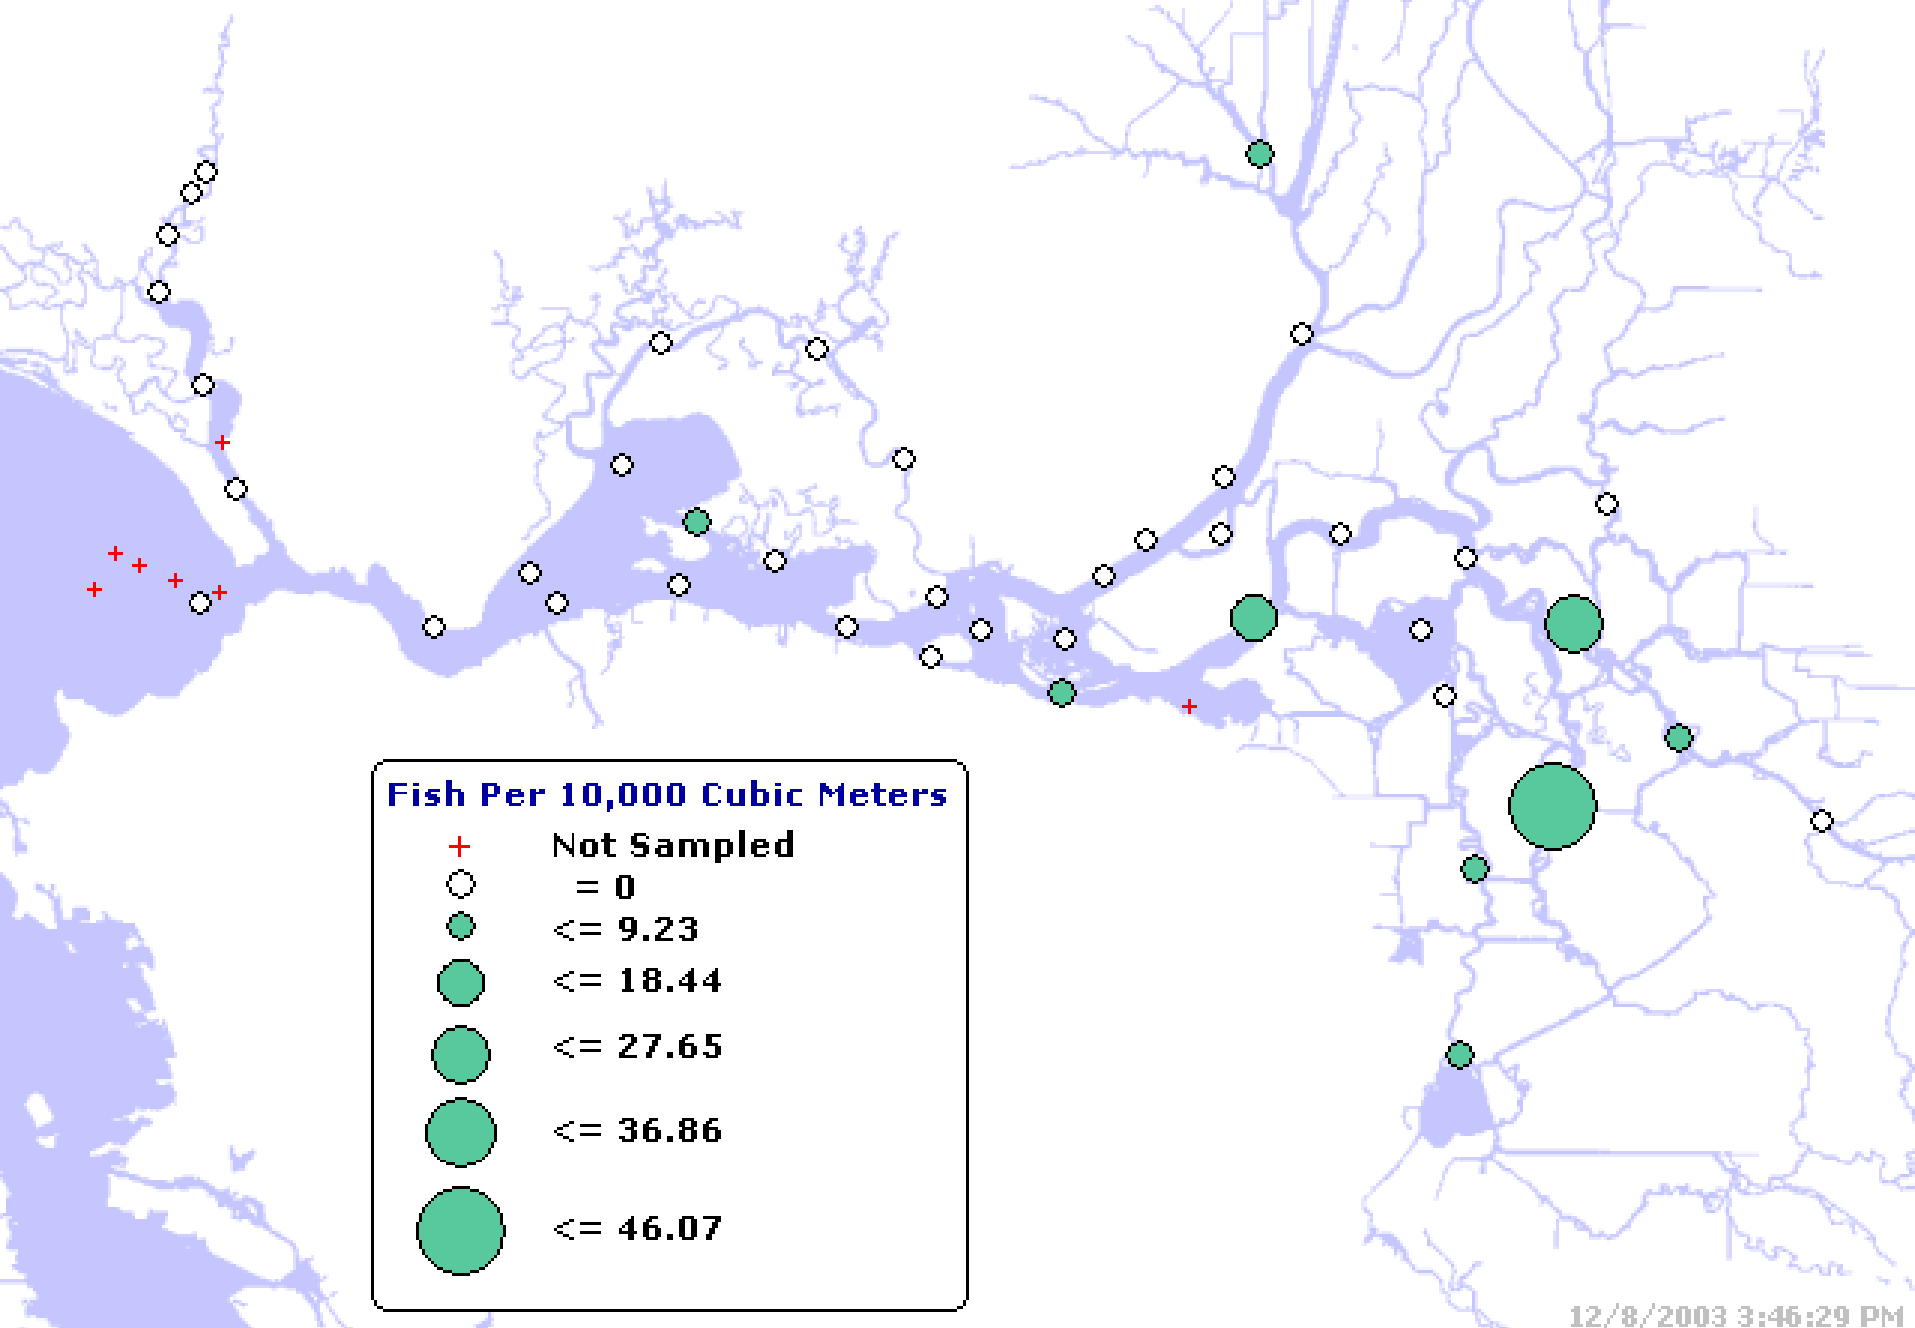 Fish Per 10,000 Cubic Meters
Not Sampled
= 0
<= 9.23
<= 18.44
<= 27.65
<= 36.86
<= 46.07
12/8/2003 3:46:29 PM